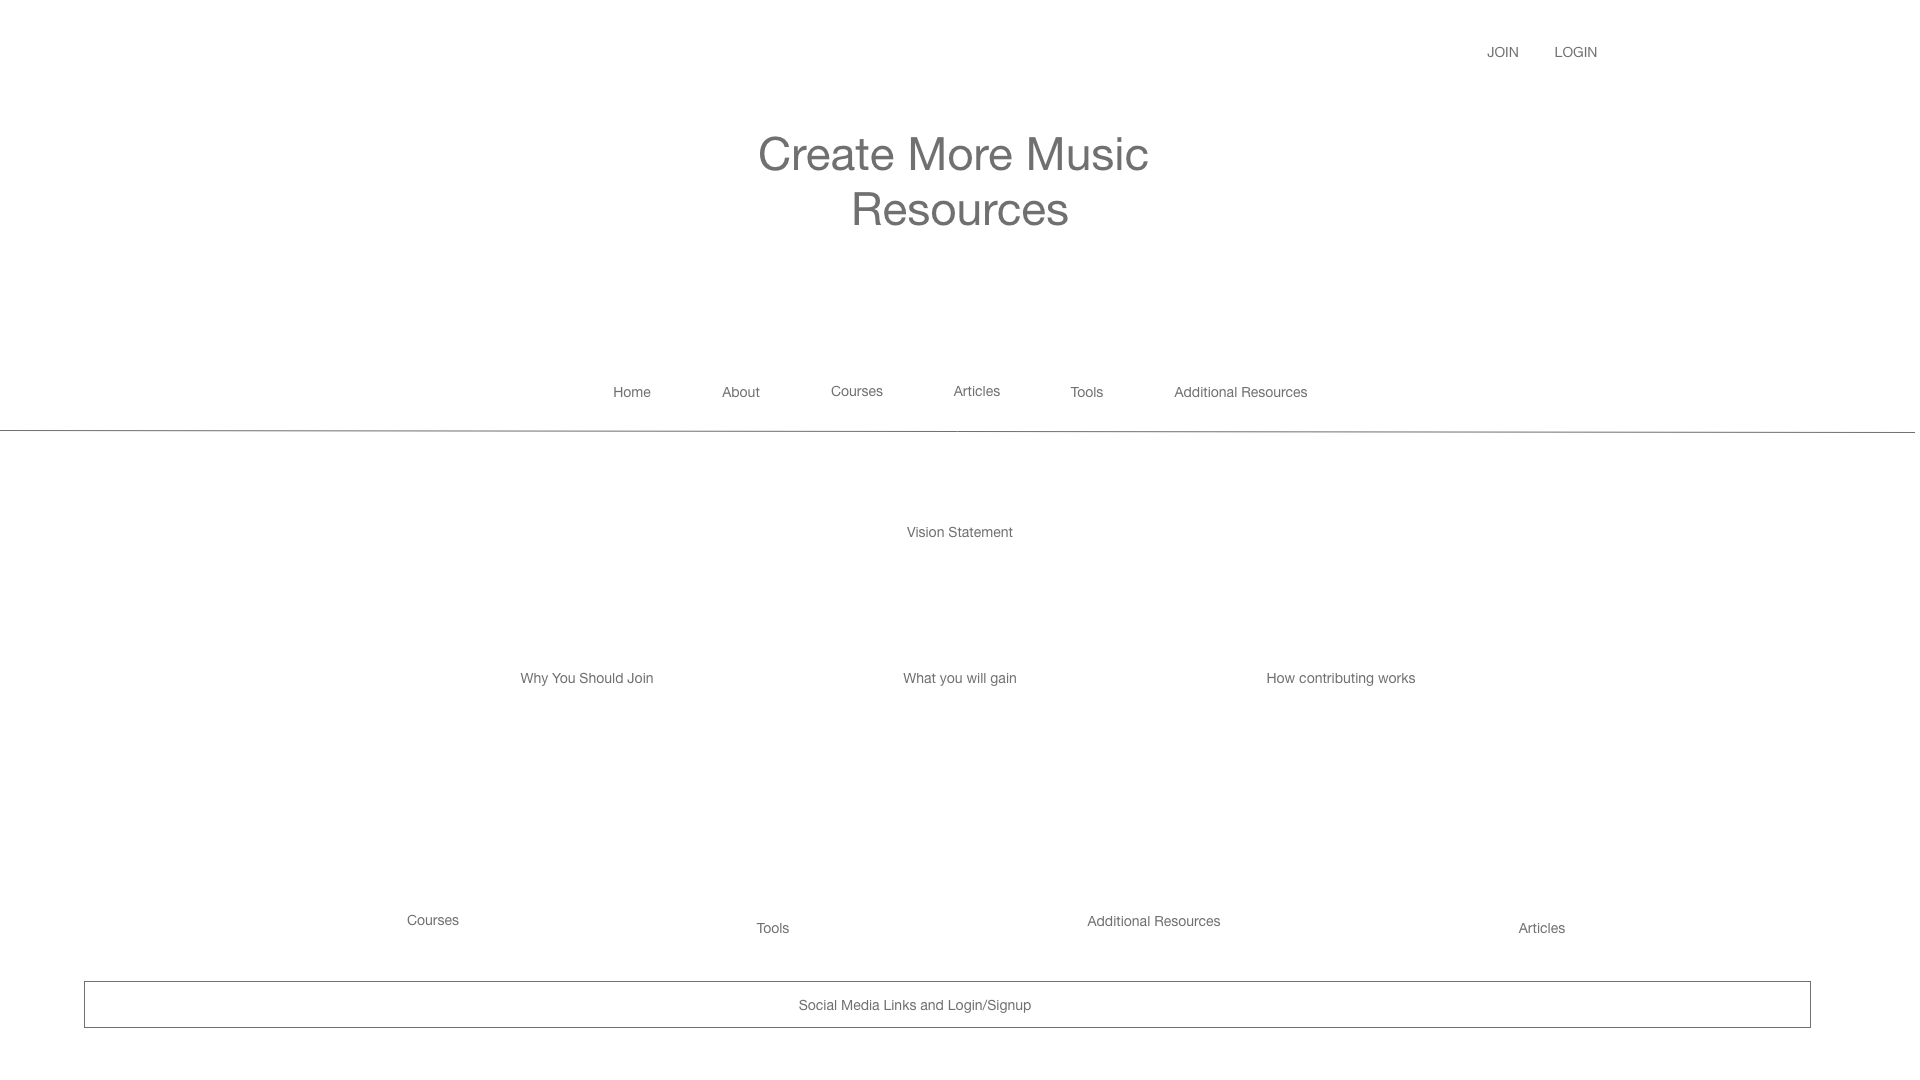 JOIN LOGIN
Create More Music
Resources
Home About Courses Articles Tools Additional Resources
Vision Statement
Why You Should Join What you will gain How contributing works
Courses Tools Additional Resources Articles
Social Media Links and Login/Signup